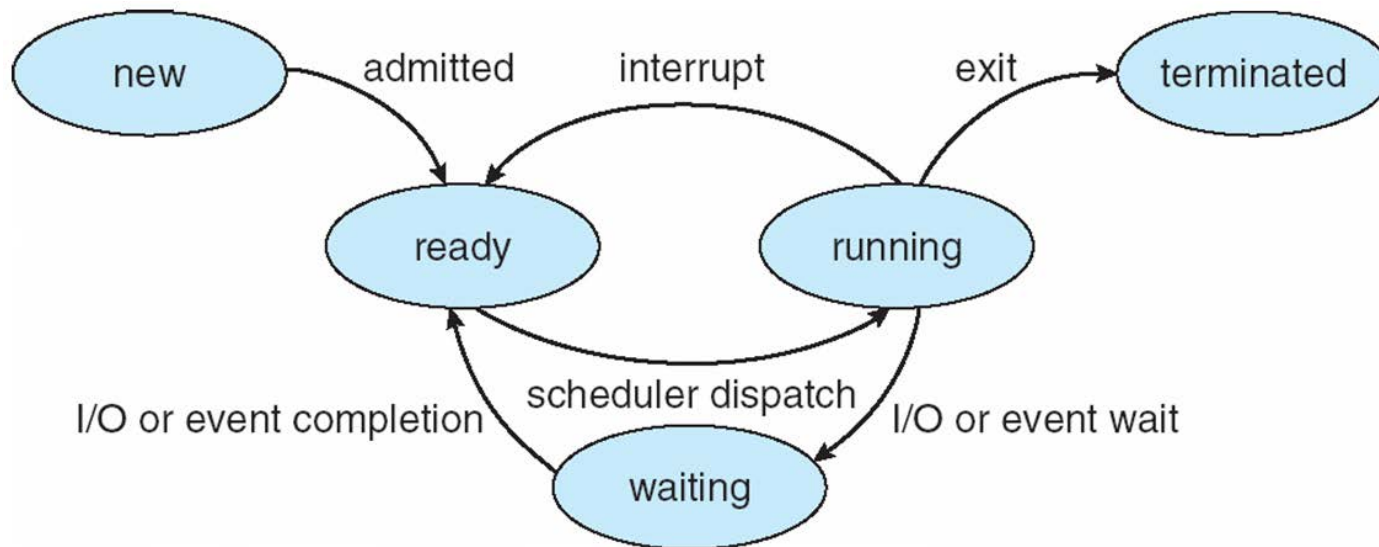 new
admitted
interrupt
exit
terminated
ready
running
scheduler dispatch
I/O or event completion
I/O or event wait
waiting